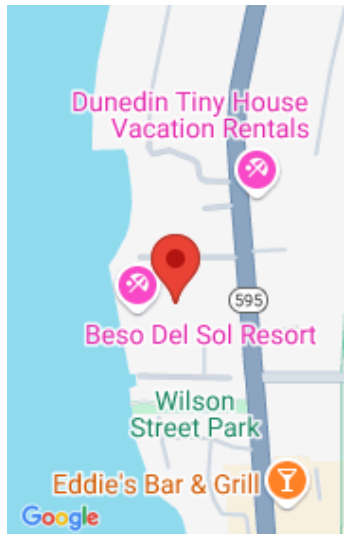 Dunedin Tiny House
Vacation Rentals
595
Beso Del Sol Resort
Wilson
Street Park
Eddie's Bar & Grill
Google